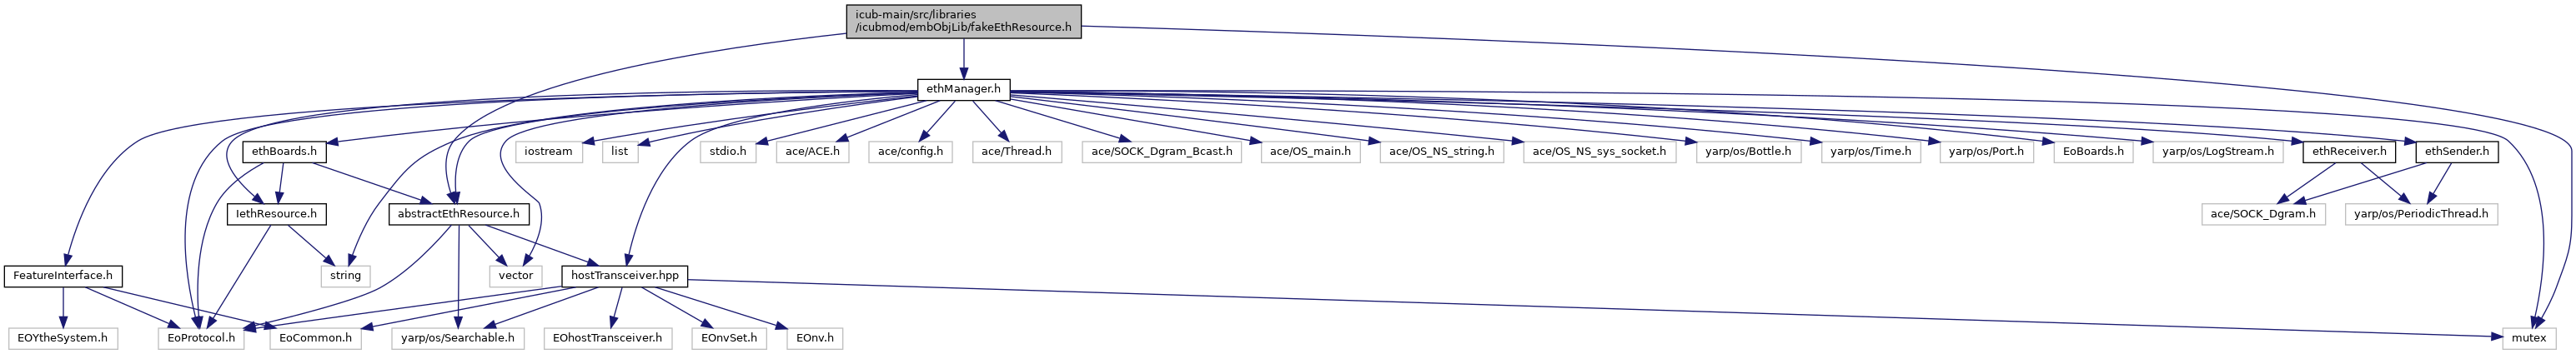 icub-main/src/libraries
/icubmod/embObjLib/fakeEthResource.h
ethManager.h
ethBoards.h
iostream
list
stdio.h
ace/ACE.h
ace/config.h
ace/Thread.h
ace/SOCK_Dgram_Bcast.h
ace/OS_main.h
ace/OS_NS_string.h
ace/OS_NS_sys_socket.h
yarp/os/Bottle.h
yarp/os/Time.h
yarp/os/Port.h
EoBoards.h
yarp/os/LogStream.h
ethReceiver.h
ethSender.h
IethResource.h
abstractEthResource.h
ace/SOCK_Dgram.h
yarp/os/PeriodicThread.h
FeatureInterface.h
string
vector
hostTransceiver.hpp
EOYtheSystem.h
EoProtocol.h
EoCommon.h
yarp/os/Searchable.h
EOhostTransceiver.h
EOnvSet.h
EOnv.h
mutex